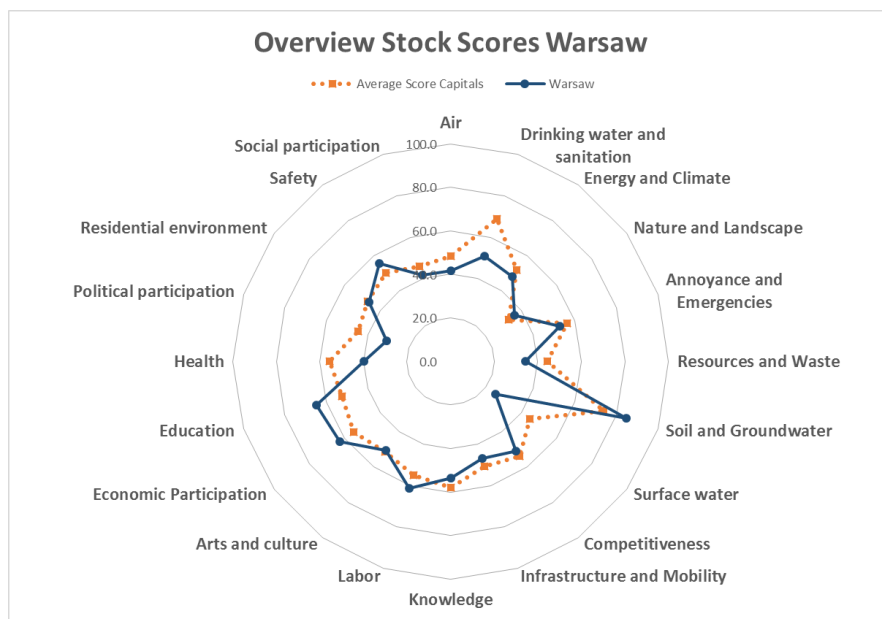 Overview Stock Scores Warsaw
Average Score Capitals
Warsaw
Air
Drinking water and
sanitation
Energy and Climate
Nature and Landscape
Annoyance and
Emergencies
Resources and Waste
Soil and Groundwater
Surface water
Competitiveness
Infrastructure and Mobility
Knowledge
Labor
Arts and culture
Economic Participation
Education
Health
Political participation
Residential environment
Safety
Social participation
100.0
80.0
60.0
40.0
20.0
0.0